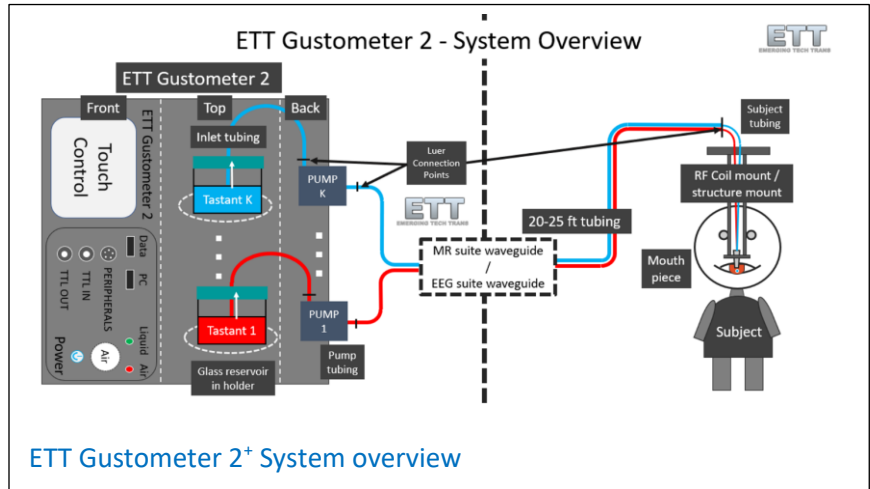 ETT Gustometer 2 - System Overview
ETT
EMERGING TECH TRANS
ETT Gustometer 2
Front
Top
Back
ETT Gustometer 2
Touch
Control
Inlet tubing
Tastant K
PUMP
K
Luer
Connection
Points
Subject
tubing
RF Coil mount /
structure mount
ETT
EMERGING TECH TRANS
20-25 ft tubing
MR suite waveguide
/
EEG suite waveguide
Mouth
piece
Data
PC
PERIPHERALS
TTL IN
TTL OUT
Liquid
Air
Air
Power
Tastant 1
PUMP
1
Glass reservoir
in holder
Pump
tubing
Subject
ETT Gustometer 2⁺ System overview